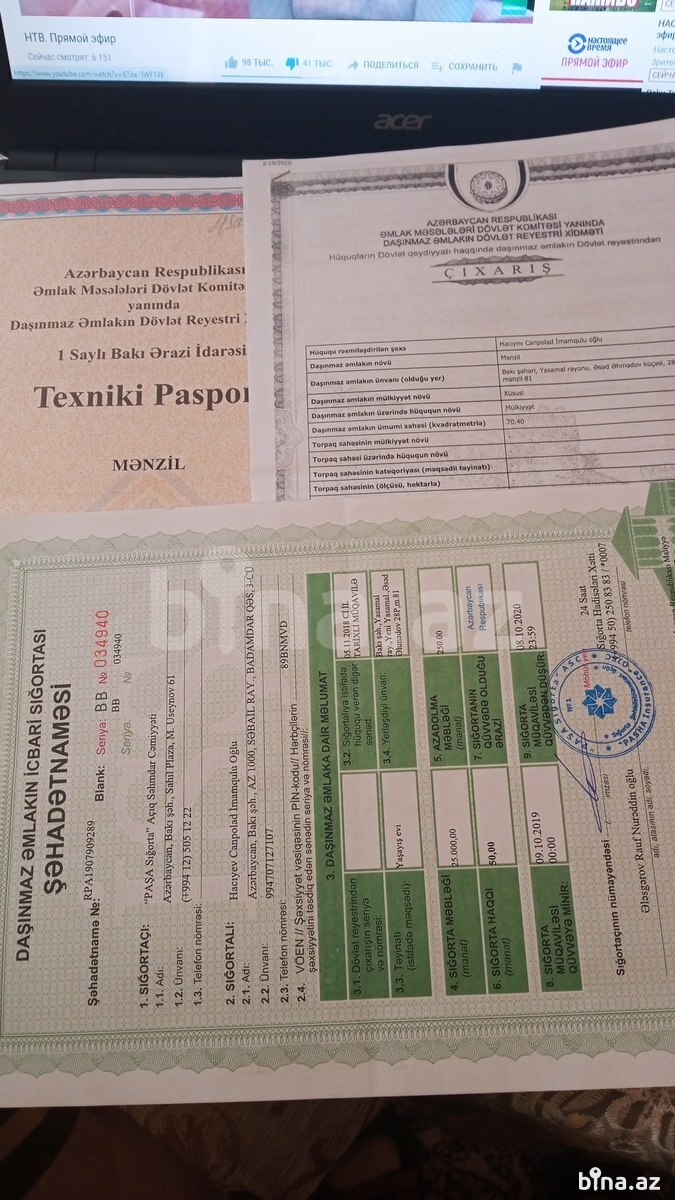 НТВ. Прямой эфир
Сейчас смотрят: 6 151
98 ТЫС.
41 ТЫС.
ПОДЕЛИТЬСЯ
СОХРАНИТЬ
НАСТОЯЩЕЕ
ВРЕМЯ
ПРЯМОЙ ЭФИР
acer
2/29/2020
Azərbaycan Respublikası
Əmlak Məsələləri Dövlət Komitə
yanında
Daşınmaz Əmlakın Dövlət Reyestri
1 Saylı Bakı Ərazi İdarəsi
Texniki Paspor
MƏNZİL
AZƏRBAYCAN RESPUBLİKASI
ƏMLAK MƏSƏLƏLƏRİ DÖVLƏT KOMİTƏSİ YANINDA
DAŞINMAZ ƏMLAKIN DÖVLƏT REYESTRİ XİDMƏTİ
Hüquqların Dövlət qeydiyyatı haqqında daşınmaz əmlakın Dövlət reyestrindən
ÇIXARIŞ
Hüququ rəsmiləşdirilən şəxs Hacıyev Canpolad İmamqulu oğlu
Daşınmaz əmlakın növü Mənzil
Daşınmaz əmlakın ünvanı (olduğu yer) Bakı şəhəri, Yasamal rayonu, Əsəd Əhmədov küçəsi, 28
mənzil 81
Daşınmaz əmlakın mülkiyyət növü Xüsusi
Daşınmaz əmlakın üzərində hüququn növü Mülkiyyət
Daşınmaz əmlakın ümumi sahəsi (kvadratmetrlə) 70.40
Torpaq sahəsinin mülkiyyət növü -
Torpaq sahəsi üzərində hüququn növü -
Torpaq sahəsinin kateqoriyası (məqsədli təyinatı) -
Torpaq sahəsinin (ölçüsü, hektarla) -
DAŞINMAZ ƏMLAKIN İCBARİ SIĞORTASI
ŞƏHADƏTNAMƏSİ
Şəhadətnamə №: RPA1907909289 Blank: Seriya: BB № 034940
BB 034940
Seriya: №
1. SIĞORTAÇI:
1.1. Adı: "PAŞA Sığorta" Açıq Səhmdar Cəmiyyəti
1.2. Ünvanı: Azərbaycan, Bakı şəh., Sahil Plaza, M. Useynov 61
1.3. Telefon nömrəsi: (+994 12) 505 12 22
2. SIĞORTALI:
2.1. Adı: Hacıyev Canpolad İmamqulu Oğlu
2.2. Ünvanı: Azərbaycan, Bakı şəh., AZ 1000, SƏBAİL RAY., BADAMDAR QƏS, 3-CÜ
2.3. Telefon nömrəsi: 994707127107
2.4. VÖEN // Şəxsiyyət vəsiqəsinin PİN-kodu// Hərbçilərin
şəxsiyyətini təsdiq edən sənədin seriya və nömrəsi//: 89BNMVD
3. DAŞINMAZ ƏMLAKA DAİR MƏLUMAT
3.1. Dövlət reyestrindən
çıxarışın seriya
və nömrəsi:
3.2. Sığortalıya istifadə
hüququ verən digər
sənəd:
05.11.2018 CİL
TARİXLİ MÜQAVİLƏ
3.3. Təyinatı
(istifadə məqsədi):
Yaşayış evi
3.4. Yerləşdiyi ünvan:
Bakı şəh., Yasamal
ray., Yeni Yasamal, Əsəd
Əhmədov 28P,m.81
4. SIĞORTA MƏBLƏĞİ
(manat)
25.000,00
5. AZADOLMA
MƏBLƏĞİ
(manat)
250.00
6. SIĞORTA HAQQI
(manat)
50,00
7. SIĞORTANIN
QÜVVƏDƏ OLDUĞU
ƏRAZİ
Azərbaycan
Respublikası
8. SIĞORTA
MÜQAVİLƏSİ
QÜVVƏYƏ MİNİR:
09.10.2019
00:00
9. SIĞORTA
MÜQAVİLƏSİ
QÜVVƏDƏN DÜŞÜR:
08.10.2020
23:59
Sığortaçının nümayəndəsi
imzası
Ələsgərov Rauf Nurəddin oğlu
adı, atasının adı, soyadı
24 Saat
Sığorta Hadisələri Xətti
(994 50) 250 83 83 / *0007
telefon nömrəsi
bina.az
bina.az